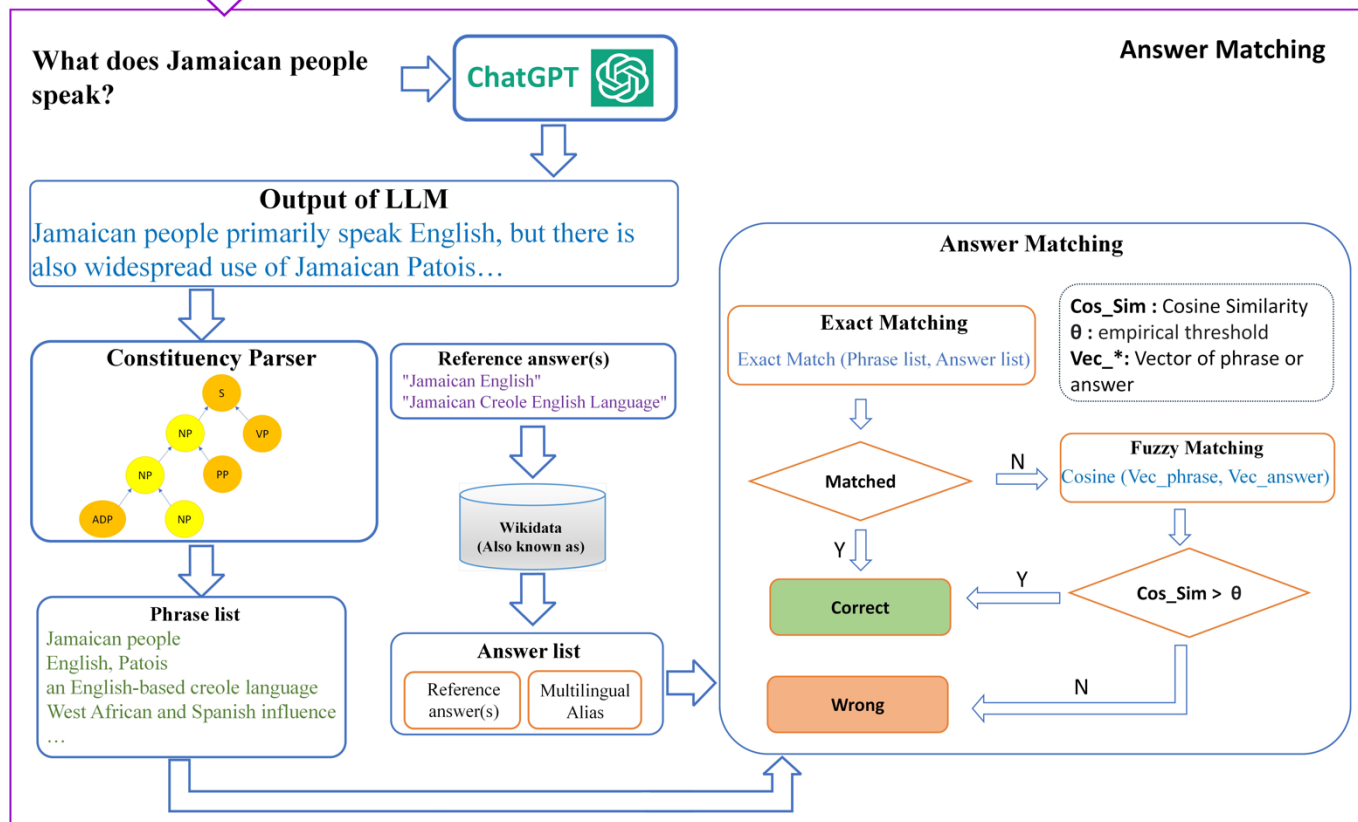 What does Jamaican people
speak?
ChatGPT
Answer Matching
Output of LLM
Jamaican people primarily speak English, but there is
also widespread use of Jamaican Patois…
Constituency Parser
S
NP
VP
NP
PP
ADP
NP
Phrase list
Jamaican people
English, Patois
an English-based creole language
West African and Spanish influence
…
Reference answer(s)
"Jamaican English"
"Jamaican Creole English Language"
Wikidata
(Also known as)
Answer list
Reference
answer(s)
Multilingual
Alias
Answer Matching
Cos_Sim : Cosine Similarity
θ : empirical threshold
Vec_*: Vector of phrase or
answer
Exact Matching
Exact Match (Phrase list, Answer list)
Matched
N
Fuzzy Matching
Cosine (Vec_phrase, Vec_answer)
Y
Correct
Y
Cos_Sim > θ
N
Wrong